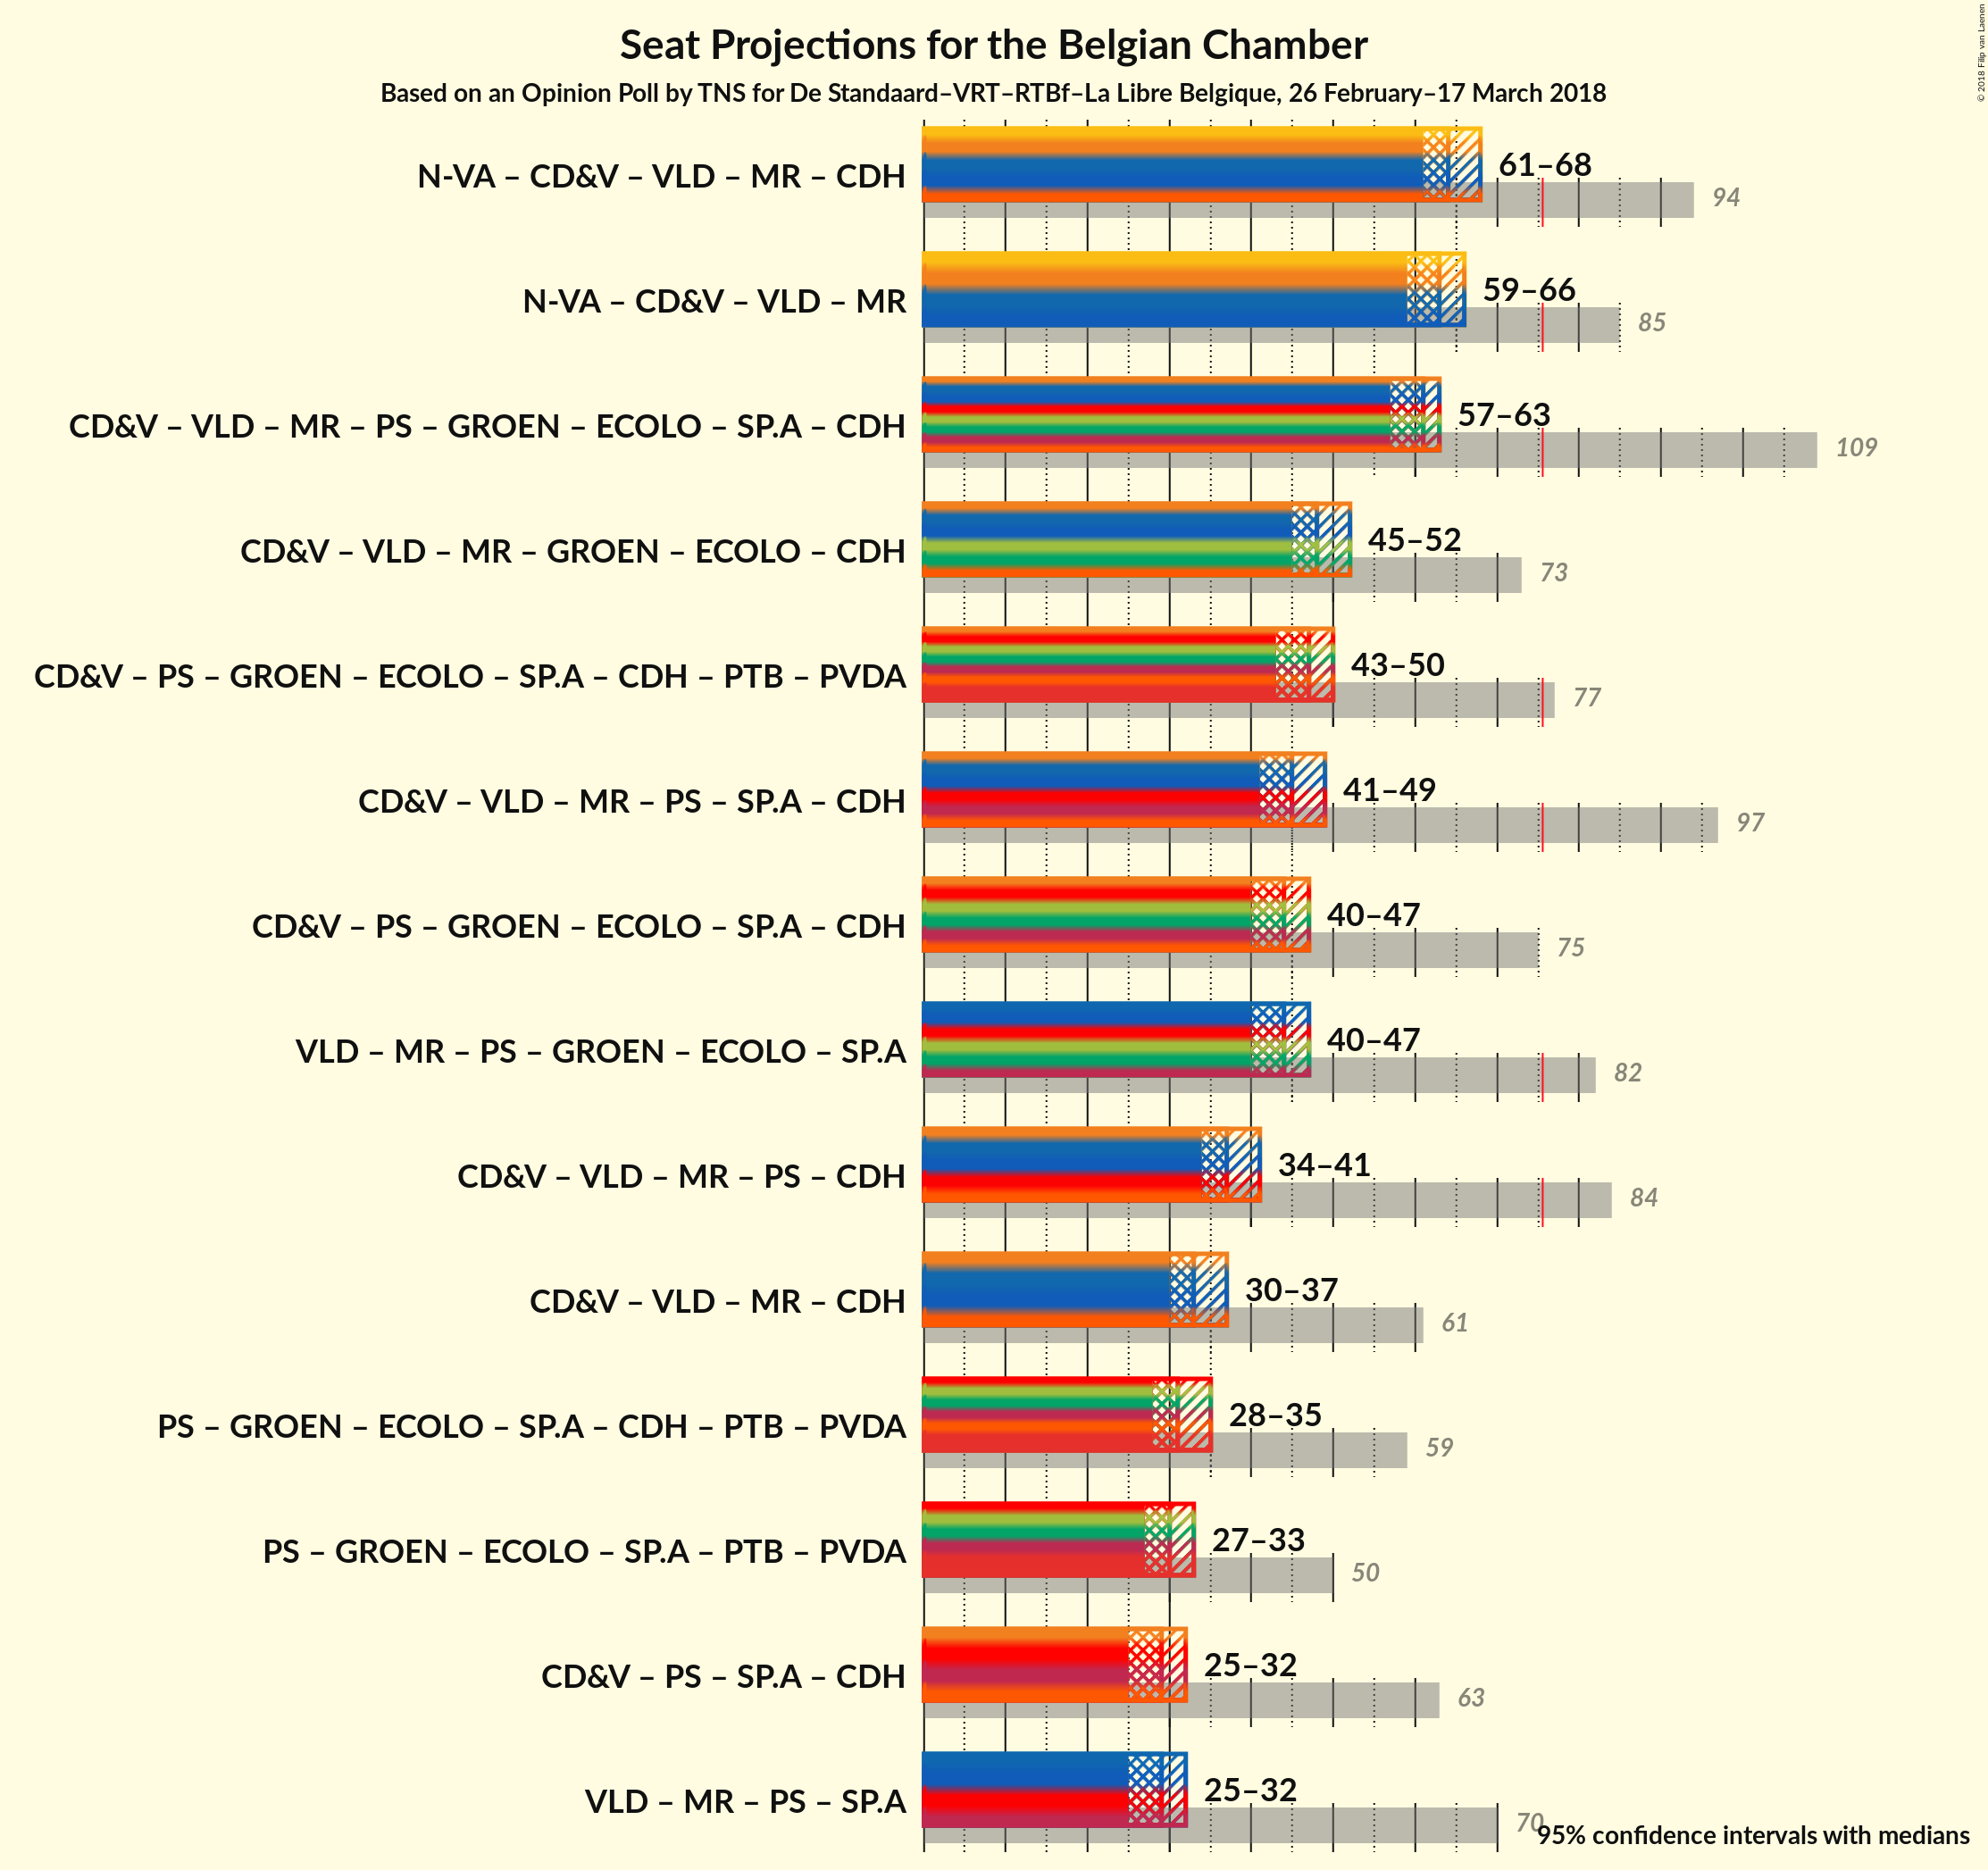 Seat Projections for the Belgian Chamber
Based on an Opinion Poll by TNS for De Standaard–VRT–RTBf–La Libre Belgique, 26 February–17 March 2018
© 2018 Filip van Laenen
N-VA – CD&V – VLD – MR – CDH
61–68
94
N-VA – CD&V – VLD – MR
59–66
85
CD&V – VLD – MR – PS – GROEN – ECOLO – SP.A – CDH
57–63
109
CD&V – VLD – MR – GROEN – ECOLO – CDH
45–52
73
CD&V – PS – GROEN – ECOLO – SP.A – CDH – PTB – PVDA
43–50
77
CD&V – VLD – MR – PS – SP.A – CDH
41–49
97
CD&V – PS – GROEN – ECOLO – SP.A – CDH
40–47
75
VLD – MR – PS – GROEN – ECOLO – SP.A
40–47
82
CD&V – VLD – MR – PS – CDH
34–41
84
CD&V – VLD – MR – CDH
30–37
61
PS – GROEN – ECOLO – SP.A – CDH – PTB – PVDA
28–35
59
PS – GROEN – ECOLO – SP.A – PTB – PVDA
27–33
50
CD&V – PS – SP.A – CDH
25–32
63
VLD – MR – PS – SP.A
25–32
70
95% confidence intervals with medians